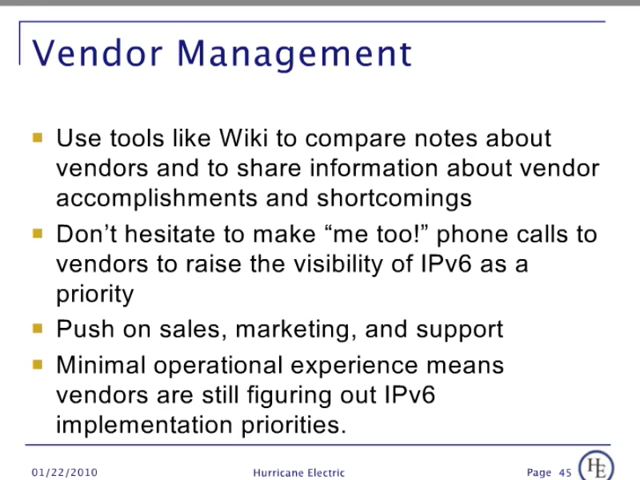 Vendor Management
Use tools like Wiki to compare notes about
vendors and to share information about vendor
accomplishments and shortcomings
Don’t hesitate to make “me too!” phone calls to
vendors to raise the visibility of IPv6 as a
priority
Push on sales, marketing, and support
Minimal operational experience means
vendors are still figuring out IPv6
implementation priorities.
01/22/2010 Hurricane Electric Page 45 HE